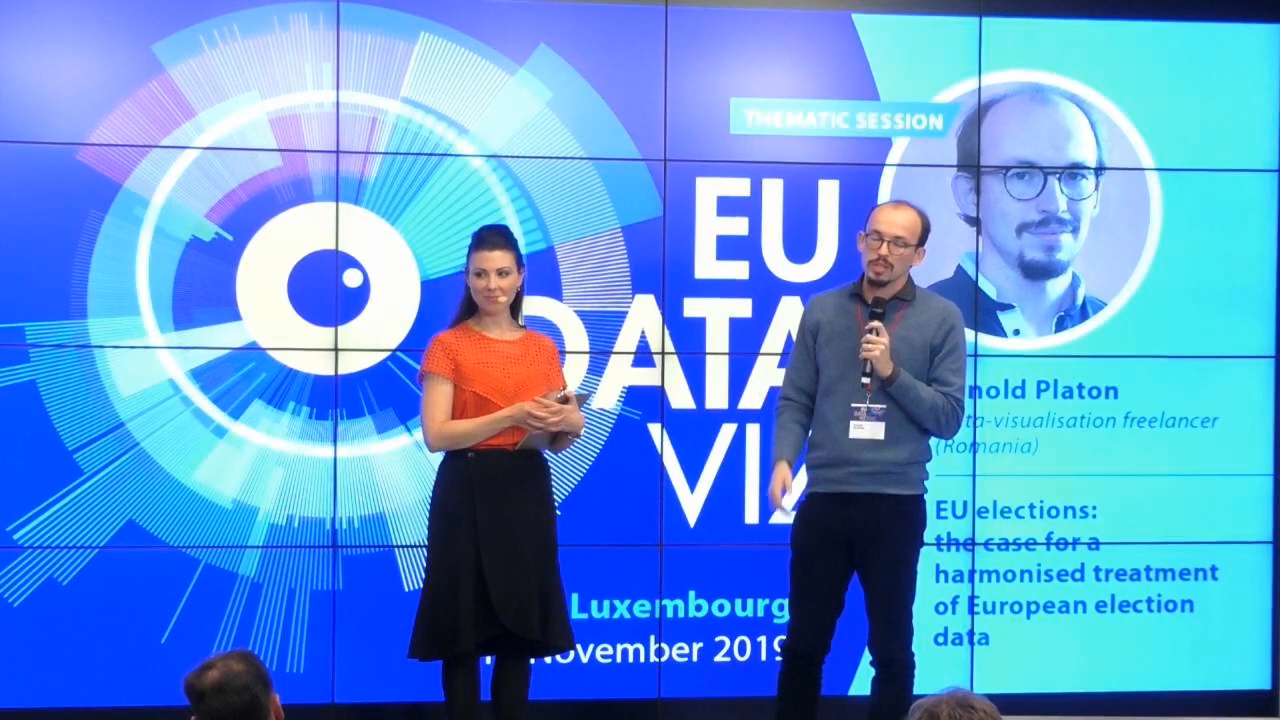 THEMATIC SESSION
EU
DATA
VIZ
Luxembourg
November 2019
nold Platon
ta-visualisation freelancer
(Romania)
EU elections:
the case for a
harmonised treatment
of European election
data